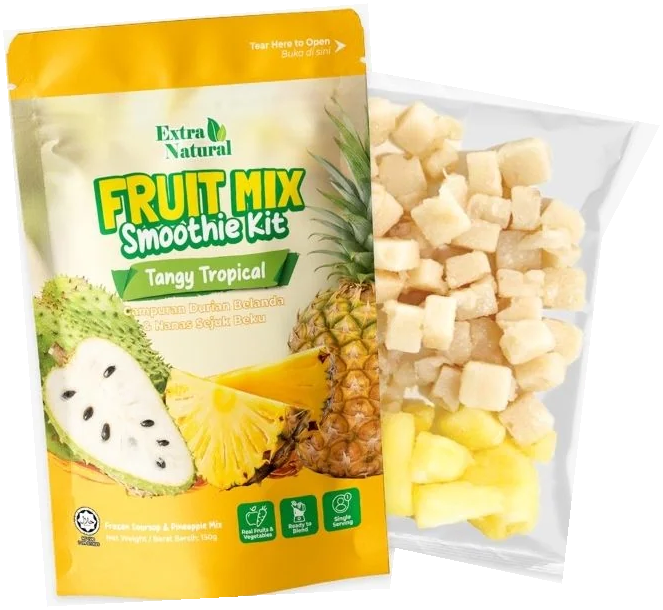 Tear Here to Open
Buka di sini
Extra
Natural
FRUIT MIX
Smoothie Kit
Tangy Tropical
Campuran Durian Belanda
& Nanas Sejuk Beku
Frozen Soursop & Pineapple Mix
Net Weight / Berat Bersih: 130g
Real Fruits &
Vegetables
Ready to
Blend
Single
Serving